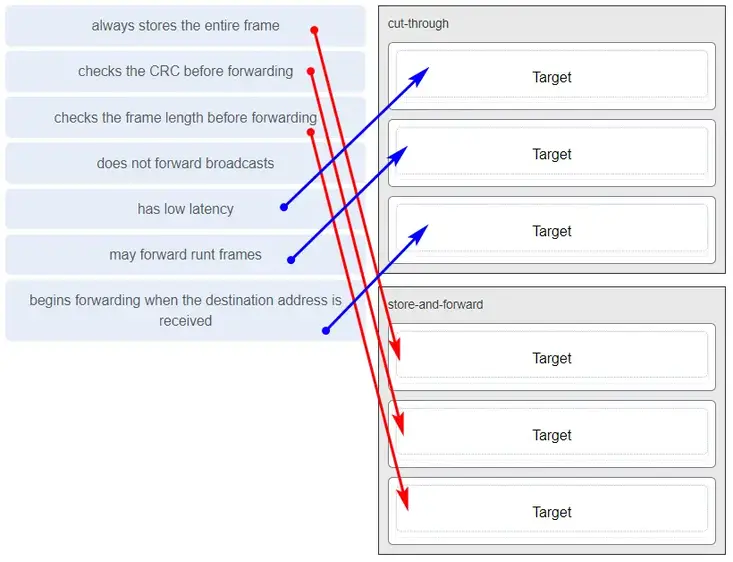 always stores the entire frame
checks the CRC before forwarding
checks the frame length before forwarding
does not forward broadcasts
has low latency
may forward runt frames
begins forwarding when the destination address is
received
cut-through
Target
Target
Target
store-and-forward
Target
Target
Target